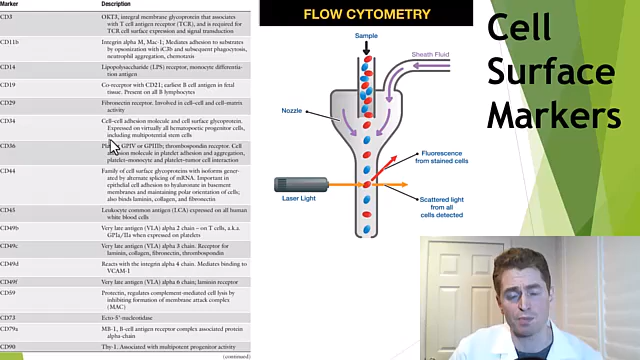 Marker Description
CD3 OKT3, integral membrane glycoprotein that associates
with T cell antigen receptor (TCR), and is required for
TCR cell surface expression and signal transduction
CD11b Integrin alpha M, Mac-1; Mediates adhesion to substrates
by opsonization with iC3b and subsequent phagocytosis,
neutrophil aggregation, chemotaxis
CD14 Lipopolysaccharide (LPS) receptor, monocyte differentia-
tion antigen
CD19 Co-receptor with CD21; earliest B cell antigen in fetal
tissue. Present on all B lymphocytes
CD29 Fibronectin receptor. Involved in cell-cell and cell-matrix
activity
CD34 Cell-cell adhesion molecule and cell surface glycoprotein.
Expressed on virtually all hematopoietic progenitor cells,
including multipotential stem cells
CD36 GPIV or GPIIIb; thrombospondin receptor. Cell
adhesion molecule in platelet adhesion and aggregation,
platelet-monocyte and platelet-tumor cell interaction
CD44 Family of cell surface glycoproteins with isoforms gener-
ated by alternate splicing of mRNA. Important in
epithelial cell adhesion to hyaluronate in basement
membranes and maintaining polar orientation of cells;
also binds laminin, collagen, and fibronectin
CD45 Leukocyte common antigen (LCA) expressed on all human
white blood cells
CD49b Very late antigen (VLA) alpha 2 chain – on T cells, a.k.a.
GPIa/IIa when expressed on platelets
CD49c Very late antigen (VLA) alpha 3 chain: Receptor for
laminin, collagen, fibronectin, thrombospondin
CD49d Reacts with the integrin alpha 4 chain. Mediates binding to
VCAM-1
CD49f Very late antigen (VLA) alpha 6 chain; laminin receptor
CD59 Protectin, regulates complement-mediated cell lysis by
inhibiting formation of membrane attack complex
(MAC)
CD73 Ecto-5'-nucleotidase
CD79a MB-1, B-cell antigen receptor complex associated protein
alpha-chain
CD90 Thy-1. Associated with multipotent progenitor activity
(continued)
FLOW CYTOMETRY
Sample
Sheath Fluid
Nozzle
Fluorescence
from stained cells
Laser Light
Scattered light
from all
cells detected
Cell
Surface
Markers